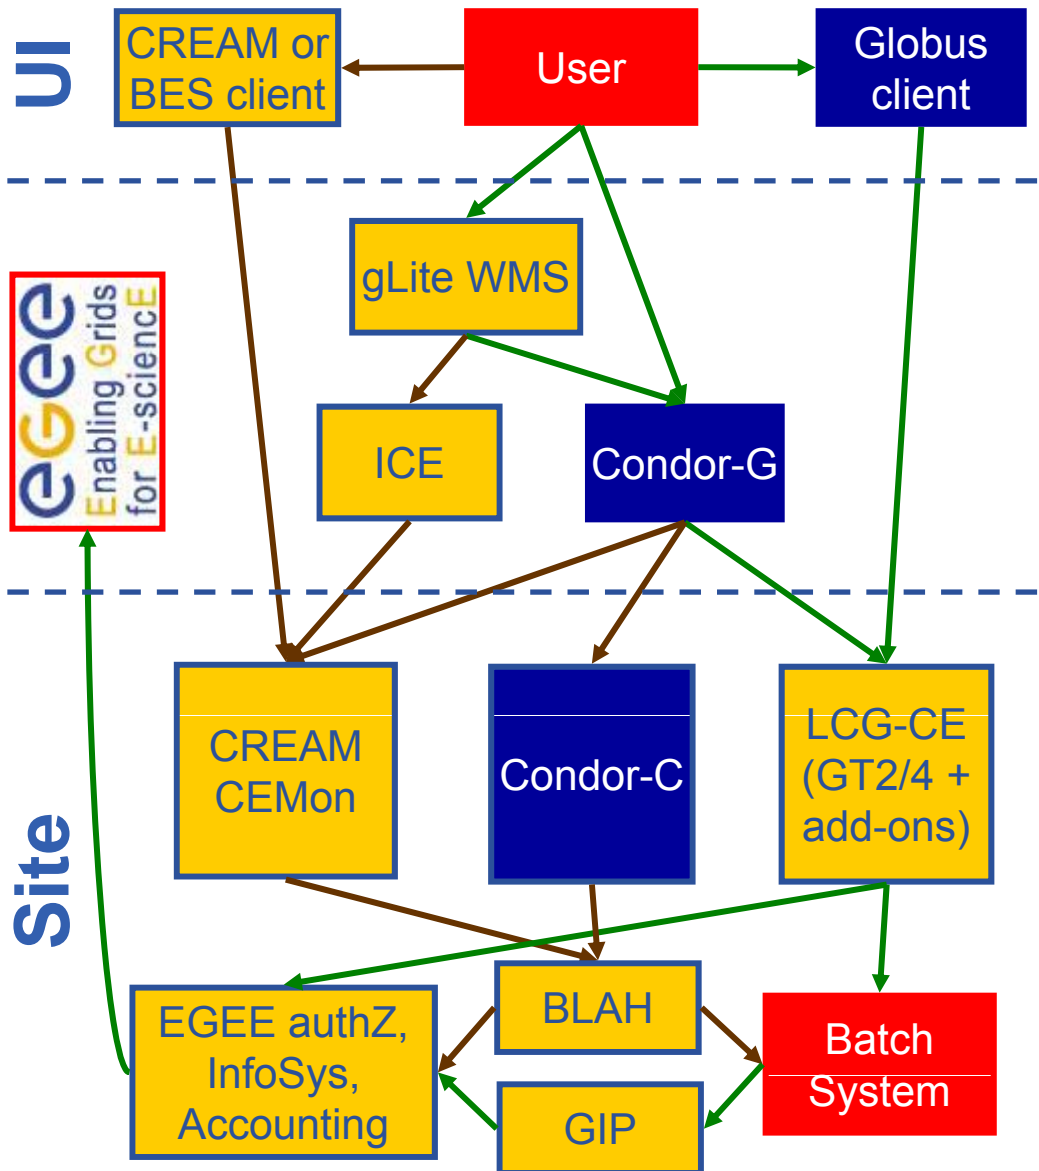 UI
CREAM or
BES client
User
Globus
client
gLite WMS
eGee
Enabling Grids
for E-sciencE
ICE
Condor-G
Site
CREAM
CEMon
Condor-C
LCG-CE
(GT2/4 +
add-ons)
EGEE authZ,
InfoSys,
Accounting
BLAH
GIP
Batch
System